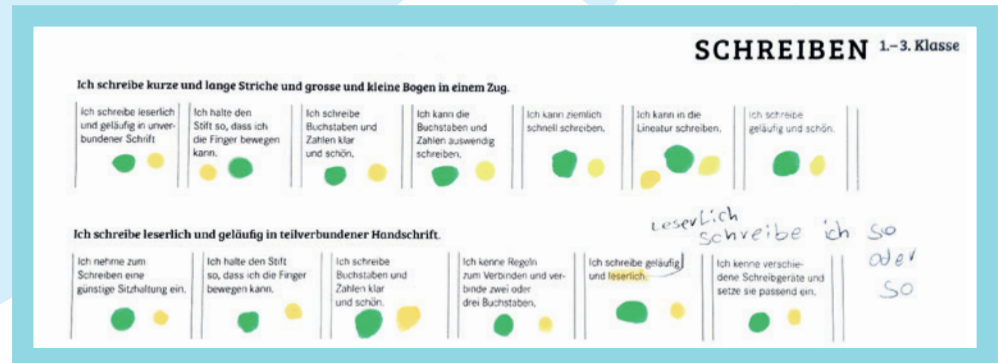 SCHREIBEN 1.–3. Klasse
Ich schreibe kurze und lange Striche und grosse und kleine Bogen in einem Zug.
Ich schreibe leserlich
und geläufig in unver-
bundener Schrift
Ich halte den
Stift so, dass ich
die Finger bewegen
kann.
Ich schreibe
Buchstaben und
Zahlen klar
und schön.
Ich kann die
Buchstaben und
Zahlen auswendig
schreiben.
Ich kann ziemlich
schnell schreiben.
Ich kann in die
Lineatur schreiben.
Ich schreibe
geläufig und schön.
Leserlich
schreibe ich so
oder
so
Ich schreibe leserlich und geläufig in teilverbundener Handschrift.
Ich nehme zum
Schreiben eine
günstige Sitzhaltung ein.
Ich halte den Stift
so, dass ich die Finger
bewegen kann.
Ich schreibe
Buchstaben und
Zahlen klar
und schön.
Ich kenne Regeln
zum Verbinden und ver-
binde zwei oder
drei Buchstaben.
Ich schreibe geläufig
und leserlich.
Ich kenne verschie-
dene Schreibgeräte und
setze sie passend ein.